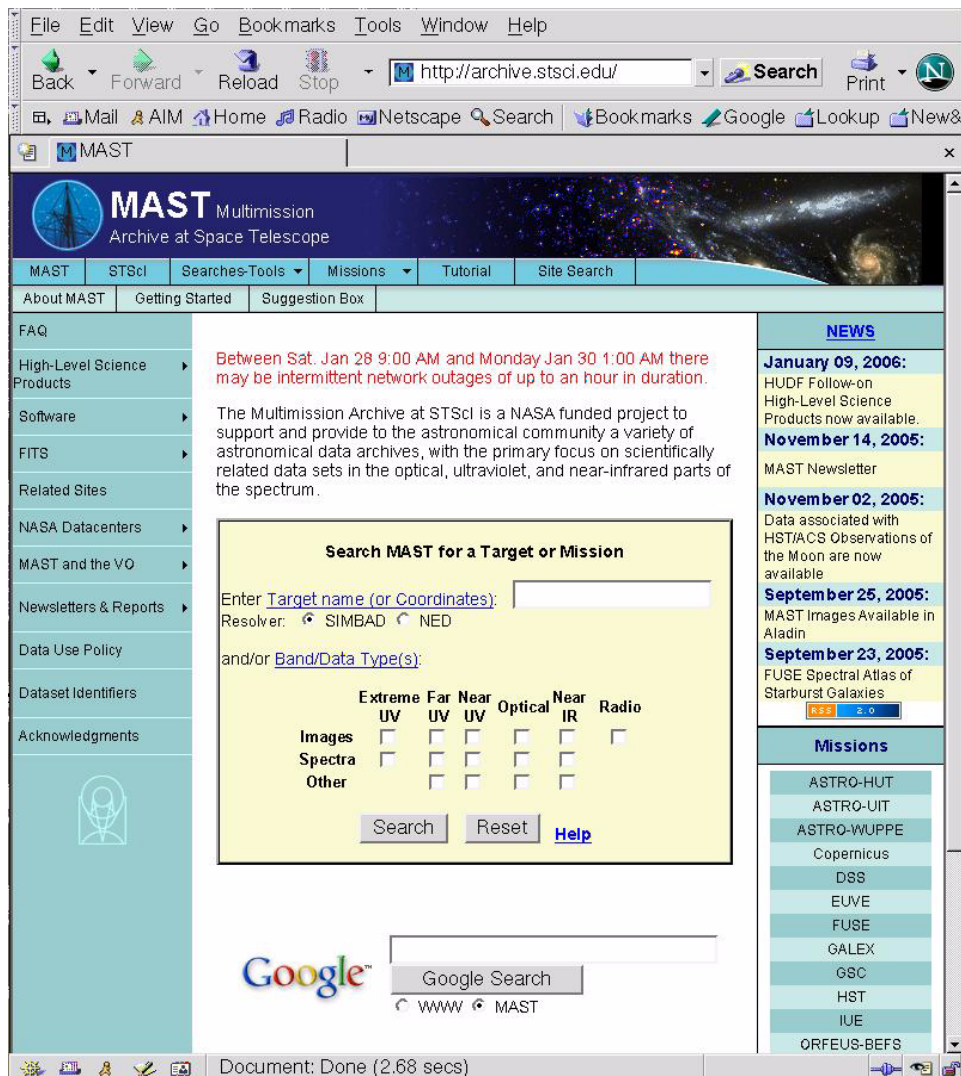 File Edit View Go Bookmarks Tools Window Help
Back Forward Reload Stop http://archive.stsci.edu/ Search Print N
Mail AIM Home Radio Netscape Search Bookmarks Google Lookup New&
MAST
MAST Multimission
Archive at Space Telescope
MAST STScI Searches-Tools Missions Tutorial Site Search
About MAST Getting Started Suggestion Box
FAQ
High-Level Science
Products
Software
FITS
Related Sites
NASA Datacenters
MAST and the VO
Newsletters & Reports
Data Use Policy
Dataset Identifiers
Acknowledgments
Between Sat. Jan 28 9:00 AM and Monday Jan 30 1:00 AM there
may be intermittent network outages of up to an hour in duration.
The Multimission Archive at STScI is a NASA funded project to
support and provide to the astronomical community a variety of
astronomical data archives, with the primary focus on scientifically
related data sets in the optical, ultraviolet, and near-infrared parts of
the spectrum.
Search MAST for a Target or Mission
Enter Target name (or Coordinates):
Resolver: SIMBAD NED
and/or Band/Data Type(s):
Extreme Far Near Optical Near Radio
UV UV UV IR
Images
Spectra
Other
Search Reset Help
Google™
Google Search
WWW MAST
NEWS
January 09, 2006:
HUDF Follow-on
High-Level Science
Products now available.
November 14, 2005:
MAST Newsletter
November 02, 2005:
Data associated with
HST/ACS Observations of
the Moon are now
available
September 25, 2005:
MAST Images Available in
Aladin
September 23, 2005:
FUSE Spectral Atlas of
Starburst Galaxies
RSS 2.0
Missions
ASTRO-HUT
ASTRO-UIT
ASTRO-WUPPE
Copernicus
DSS
EUVE
FUSE
GALEX
GSC
HST
IUE
ORFEUS-BEFS
Document: Done (2.68 secs)